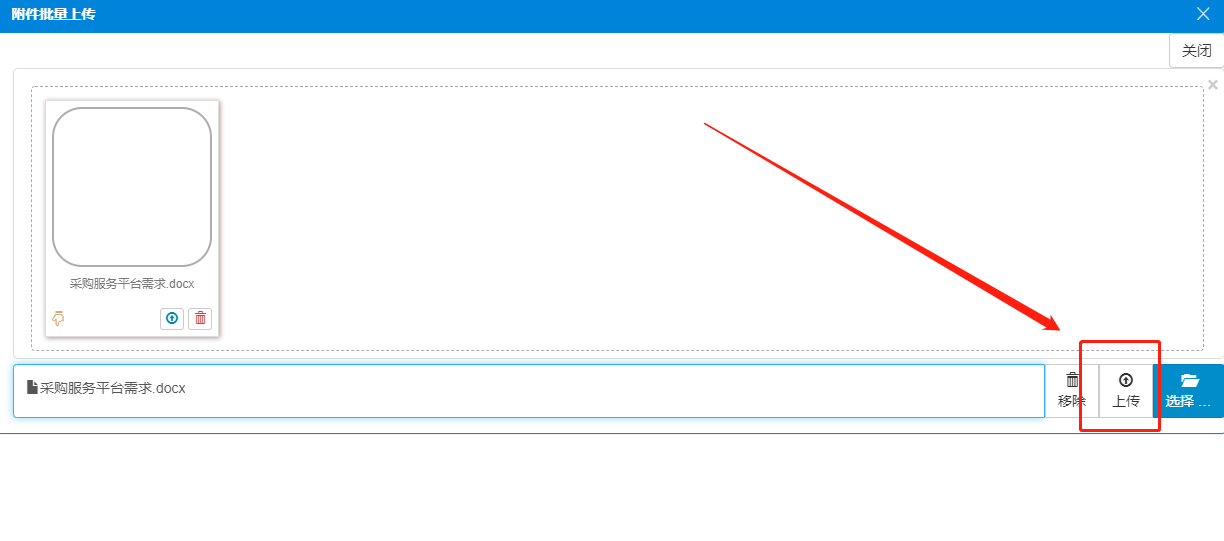 附件批量上传
关闭
采购服务平台需求.docx
采购服务平台需求.docx
移除
上传
选择 ...